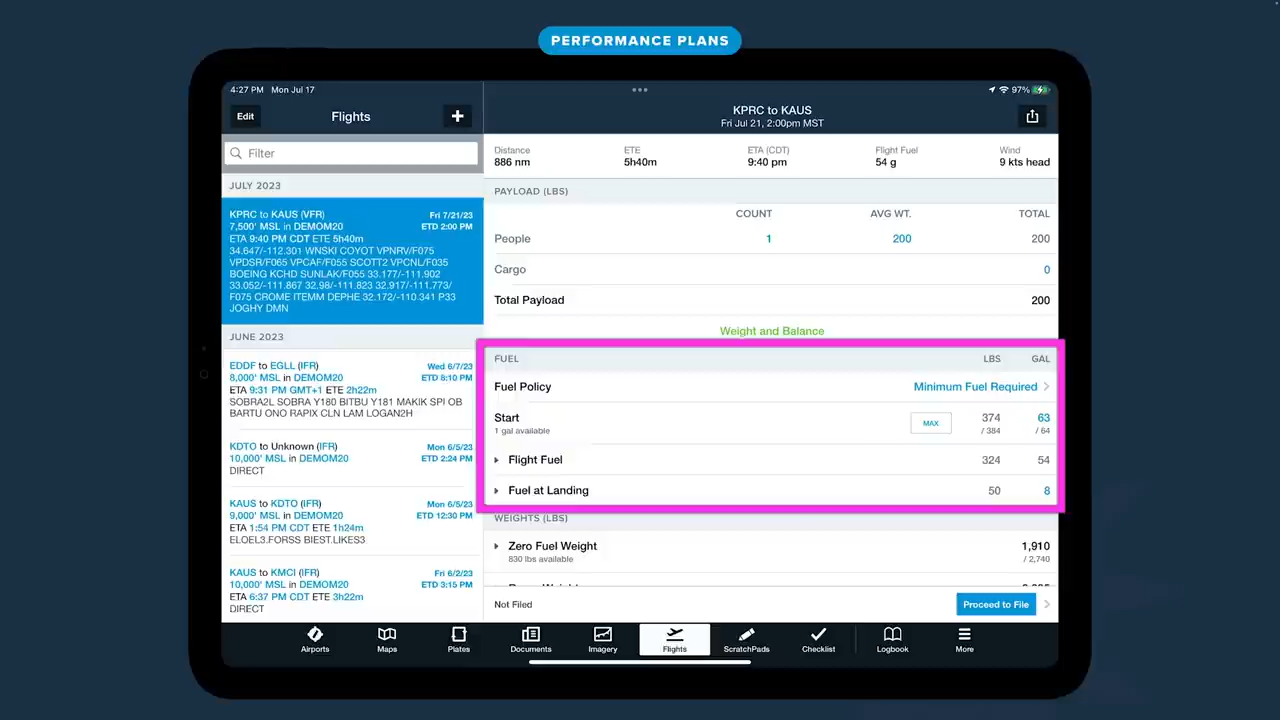 PERFORMANCE PLANS
4:27 PM Mon Jul 17
97%
Edit
Flights
KPRC to KAUS
Fri Jul 21, 2:00pm MST
Filter
Distance ETE ETA (CDT) Flight Fuel Wind
886 nm 5h40m 9:40 pm 54 g 9 kts head
JULY 2023
KPRC to KAUS (VFR) Fri 7/21/23
7,500' MSL in DEMOM20 ETD 2:00 PM
ETA 9:40 PM CDT ETE 5h40m
34.647/-112.301 WNSKI COYOT VPNRV/F075
VPDSR/F065 VPCAF/F055 SCOTT2 VPCNL/F035
BOEING KCHD SUNLAK/F055 33.177/-111.902
33.052/-111.867 32.98/-111.823 32.917/-111.773/
F075 CROME ITEMM DEPHE 32.172/-110.341 P33
JOGHY DMN
JUNE 2023
EDDF to EGLL (IFR) Wed 6/7/23
8,000' MSL in DEMOM20 ETD 8:10 PM
ETA 9:31 PM GMT+1 ETE 2h22m
SOBRA2L SOBRA Y180 BITBU Y181 MAKIK SPI OB
BARTU ONO RAPIX CLN LAM LOGAN2H
KDTO to Unknown (IFR) Mon 6/5/23
10,000' MSL in DEMOM20 ETD 2:24 PM
DIRECT
KAUS to KDTO (IFR) Mon 6/5/23
9,000' MSL in DEMOM20 ETD 12:30 PM
ETA 1:54 PM CDT ETE 1h24m
ELOEL3.FORSS BIEST.LIKES3
KAUS to KMCI (IFR) Fri 6/2/23
10,000' MSL in DEMOM20 ETD 3:15 PM
ETA 6:37 PM CDT ETE 3h22m
DIRECT
PAYLOAD (LBS)
COUNT AVG WT. TOTAL
People 1 200 200
Cargo 0
Total Payload 200
Weight and Balance
FUEL LBS GAL
Fuel Policy Minimum Fuel Required
Start MAX 374 63
1 gal available / 384 / 64
Flight Fuel 324 54
Fuel at Landing 50 8
WEIGHTS (LBS)
Zero Fuel Weight 1,910
830 lbs available / 2,740
Not Filed Proceed to File
Airports Maps Plates Documents Imagery Flights ScratchPads Checklist Logbook More